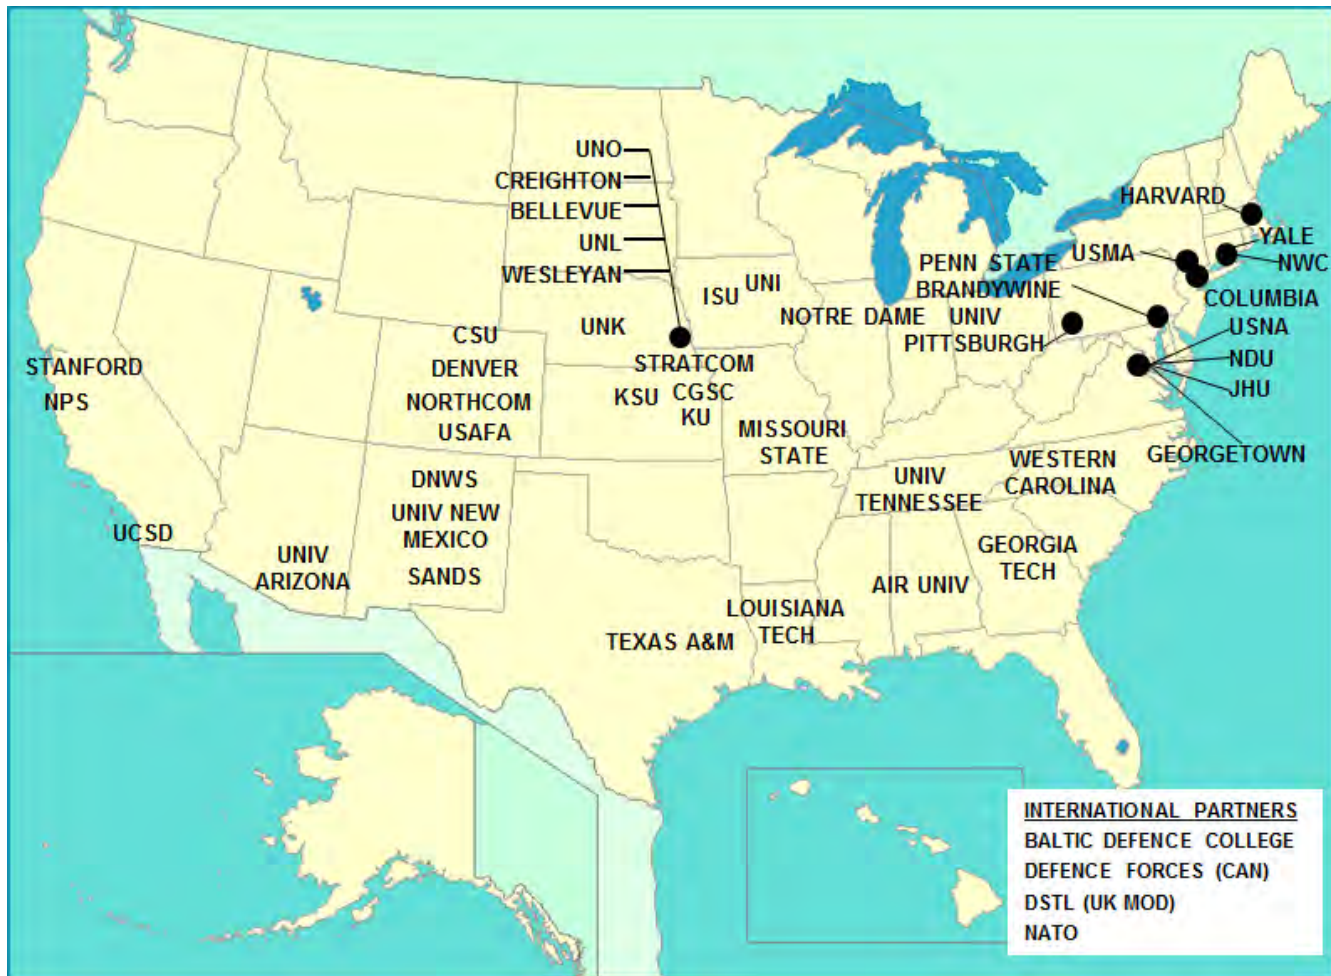 UNO
CREIGHTON
BELLEVUE
UNL
WESLEYAN
HARVARD
YALE
USMA
NWC
PENN STATE
BRANDYWINE
COLUMBIA
ISU
UNI
NOTRE DAME
UNIV
PITTSBURGH
UNK
STRATCOM
USNA
NDU
JHU
GEORGETOWN
CSU
DENVER
NORTHCOM
USAFA
STANFORD
NPS
KSU
CGSC
KU
MISSOURI
STATE
UNIV
TENNESSEE
WESTERN
CAROLINA
DNWS
UNIV NEW
MEXICO
SANDS
UCSD
UNIV
ARIZONA
GEORGIA
TECH
AIR UNIV
LOUISIANA
TECH
TEXAS A&M
INTERNATIONAL PARTNERS
BALTIC DEFENCE COLLEGE
DEFENCE FORCES (CAN)
DSTL (UK MOD)
NATO